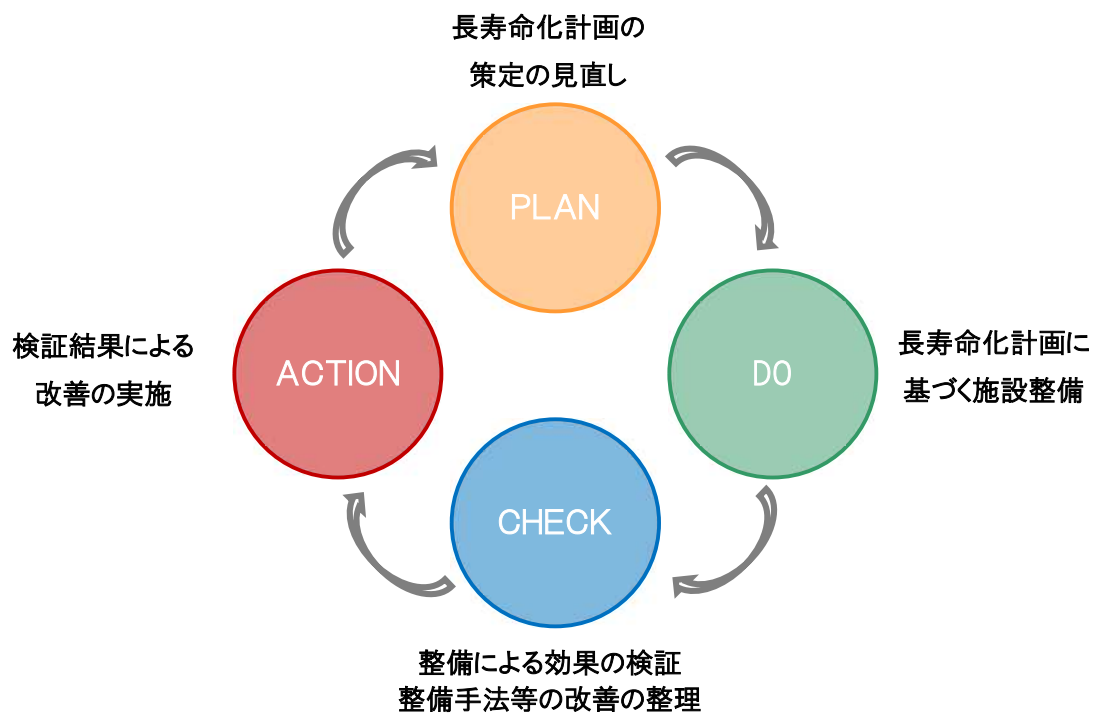 長寿命化計画の
策定の見直し
PLAN
検証結果による
改善の実施
ACTION
DO
長寿命化計画に
基づく施設整備
CHECK
整備による効果の検証
整備手法等の改善の整理